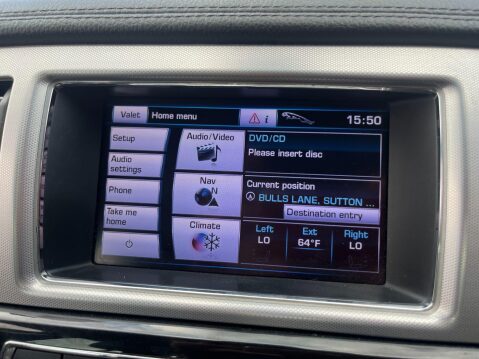 Valet
Home menu
i
15:50
Setup
Audio/Video
DVD/CD
Please insert disc
Audio
settings
Nav
N
Current position
BULLS LANE, SUTTON ...
Destination entry
Phone
Take me
home
Climate
Left
LO
Ext
64°F
Right
LO